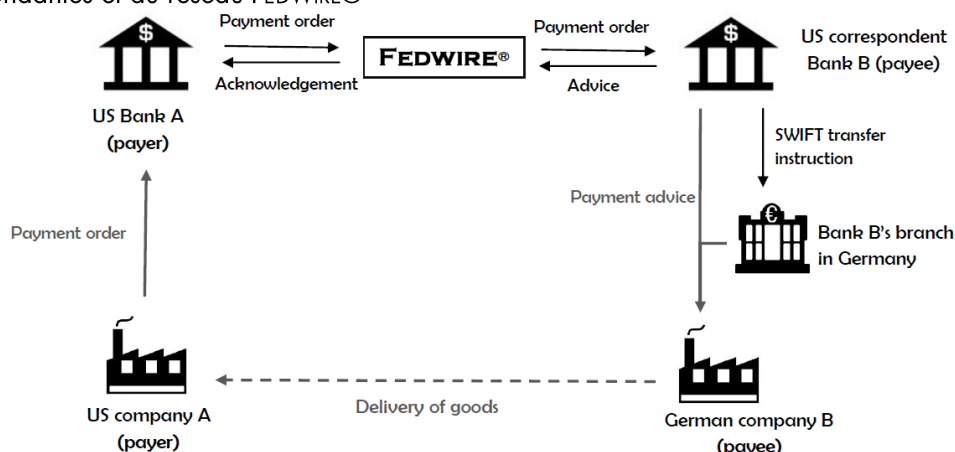 Payment order
Acknowledgement
FEDWIRE®
Payment order
Advice
US correspondent
Bank B (payee)
$
$
US Bank A
(payer)
SWIFT transfer
instruction
Payment advice
€
Bank B's branch
in Germany
Payment order
Delivery of goods
US company A
(payer)
German company B
(payee)